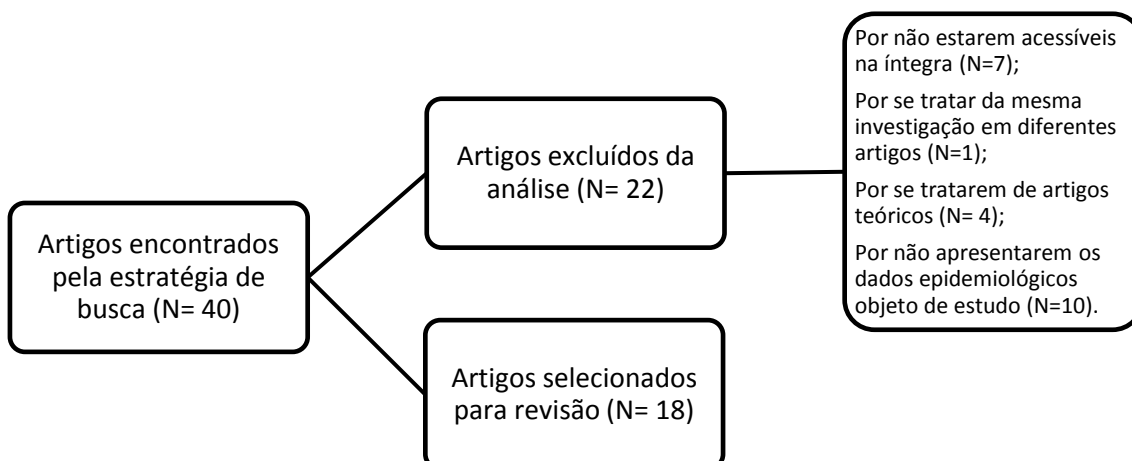 Artigos encontrados
pela estratégia de
busca (N= 40)
Artigos excluídos da
análise (N= 22)
Por não estarem acessíveis
na íntegra (N=7);
Por se tratar da mesma
investigação em diferentes
artigos (N=1);
Por se tratarem de artigos
teóricos (N= 4);
Por não apresentarem os
dados epidemiológicos
objeto de estudo (N=10).
Artigos selecionados
para revisão (N= 18)